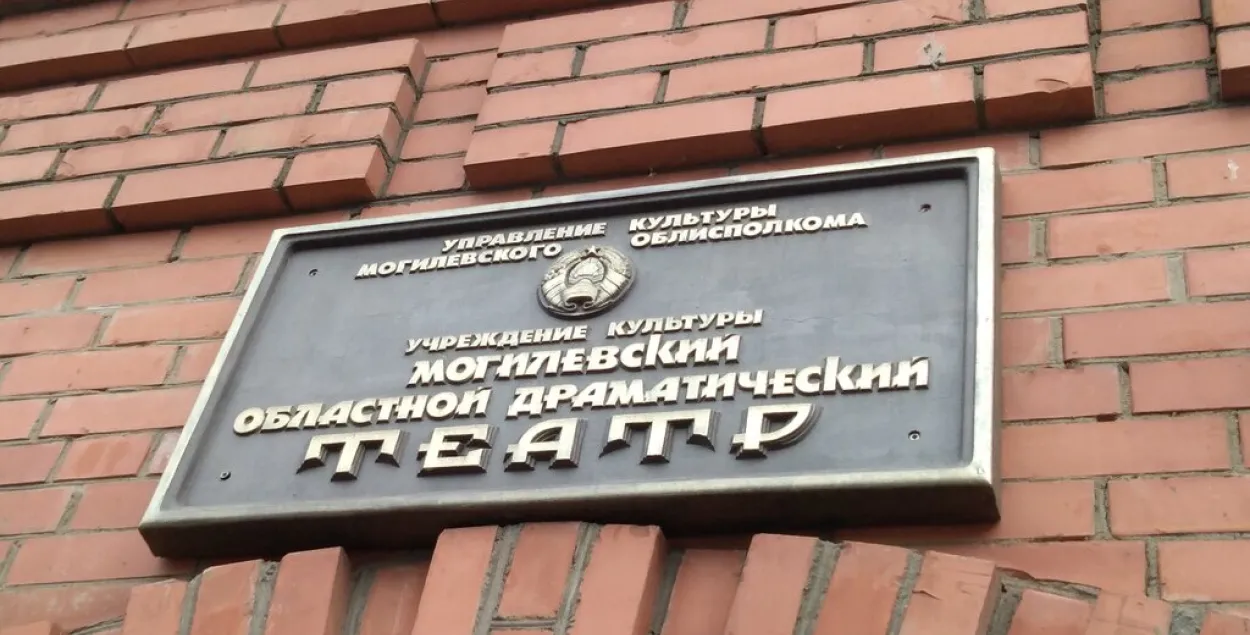 УПРАВЛЕНИЕ КУЛЬТУРЫ
МОГИЛЕВСКОГО ОБЛИСПОЛКОМА
УЧРЕЖДЕНИЕ КУЛЬТУРЫ
МОГИЛЕВСКИЙ
ОБЛАСТНОЙ ДРАМАТИЧЕСКИЙ
ТЕАТР